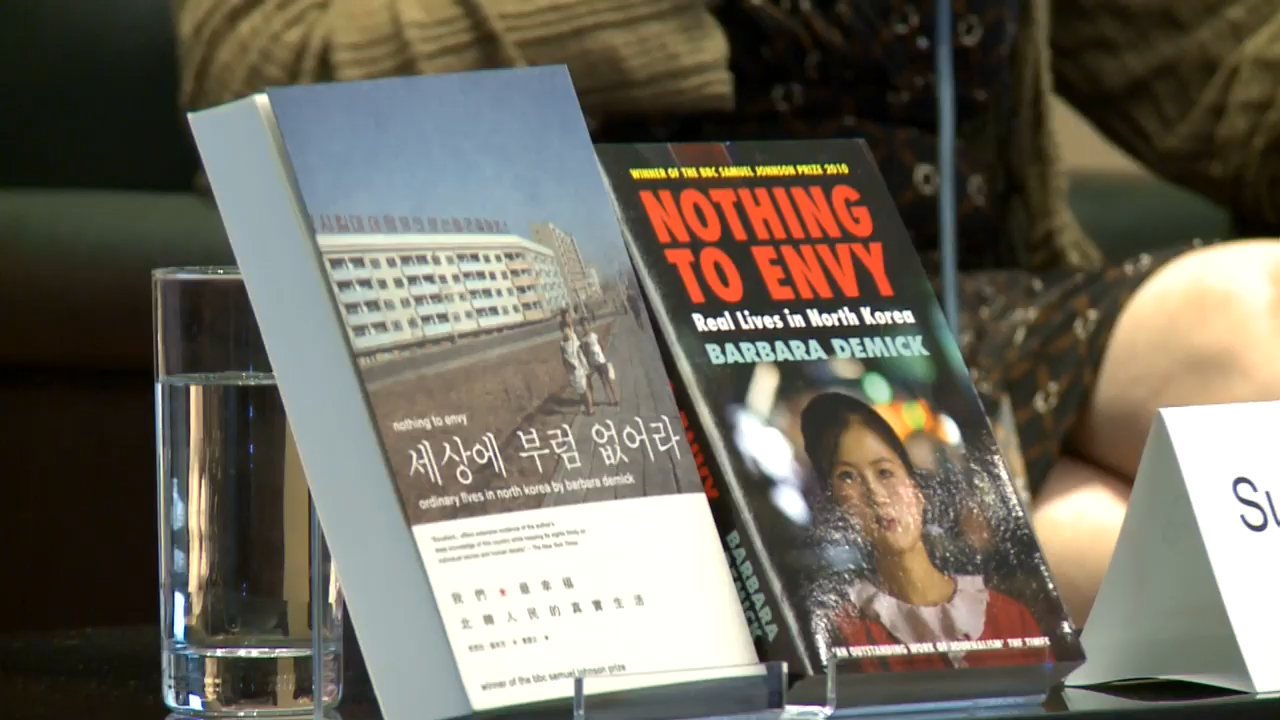 nothing to envy
세상에 부럼 없어라
ordinary lives in north korea by barbara demick
我們★最幸福
北韓人民的真實生活
winner of the bbc samuel johnson prize
WINNER OF THE BBC SAMUEL JOHNSON PRIZE 2010
NOTHING
TO ENVY
Real Lives in North Korea
BARBARA DEMICK
'AN OUTSTANDING WORK OF JOURNALISM' THE TIMES
BARBARA
DEMICK
Su